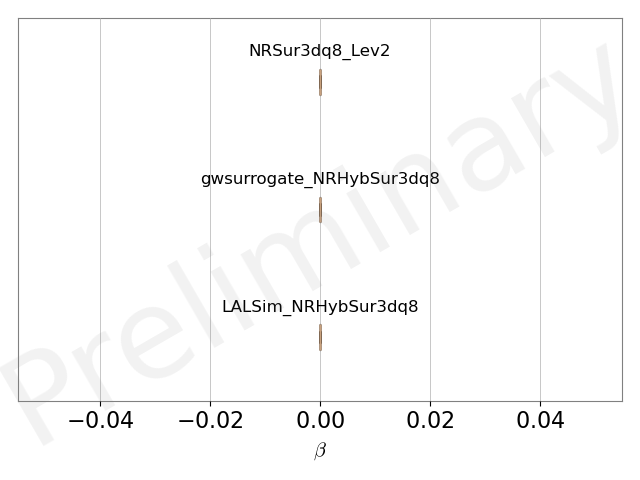 NRSur3dq8_Lev2
gwsurrogate_NRHybSur3dq8
LALSim_NRHybSur3dq8
Preliminary
−0.04 −0.02 0.00 0.02 0.04
β